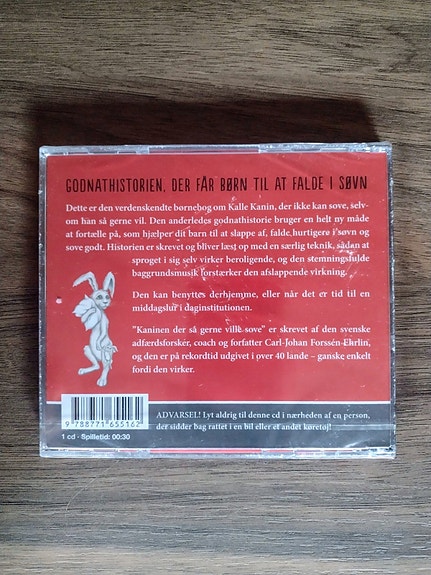 GODNATHISTORIEN, DER FÅR BØRN TIL AT FALDE I SØVN
Dette er den verdenskendte børnebog om Kalle Kanin, der ikke kan sove, selv-
om han så gerne vil. Den anderledes godnathistorie bruger en helt ny måde
at fortælle på, som hjælper dit barn til at slappe af, falde hurtigere i søvn og
sove godt. Historien er skrevet og bliver læst op med en særlig teknik, sådan at
sproget i sig selv virker beroligende, og den stemningsfulde
baggrundsmusik forstærker den afslappende virkning.
Den kan benyttes derhjemme, eller når det er tid til en
middagslur i daginstitutionen.
"Kaninen der så gerne ville sove" er skrevet af den svenske
adfærdsforsker, coach og forfatter Carl-Johan Forssén Ehrlin,
og den er på rekordtid udgivet i over 40 lande – ganske enkelt
fordi den virker.
9 788771 655162
1 cd · Spilletid: 00:30
ADVARSEL! Lyt aldrig til denne cd i nærheden af en person,
der sidder bag rattet i en bil eller et andet køretøj!